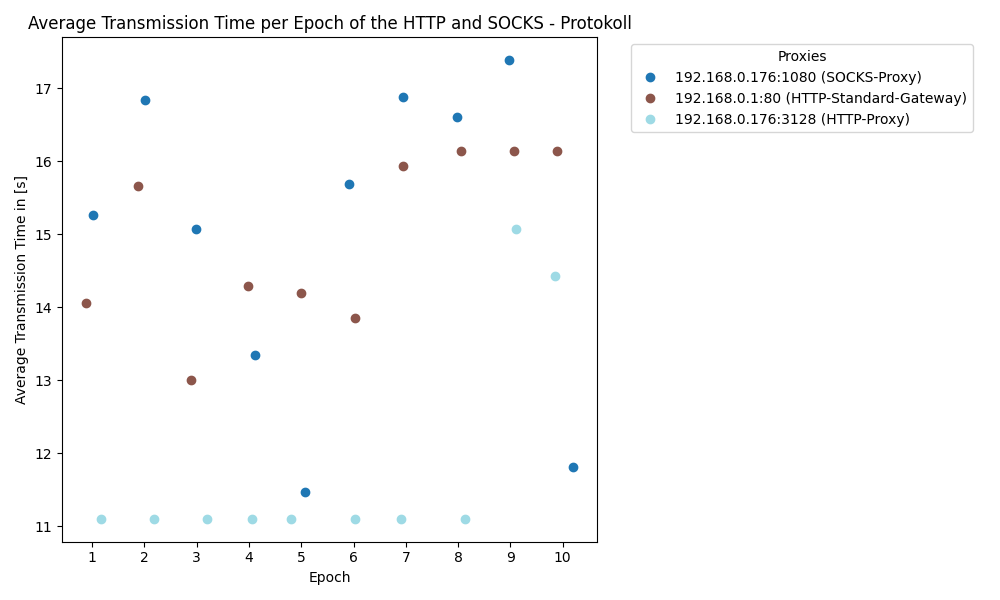 Average Transmission Time per Epoch of the HTTP and SOCKS - Protokoll
Proxies
192.168.0.176:1080 (SOCKS-Proxy)
192.168.0.1:80 (HTTP-Standard-Gateway)
192.168.0.176:3128 (HTTP-Proxy)
Average Transmission Time in [s]
17
16
15
14
13
12
11
1 2 3 4 5 6 7 8 9 10
Epoch